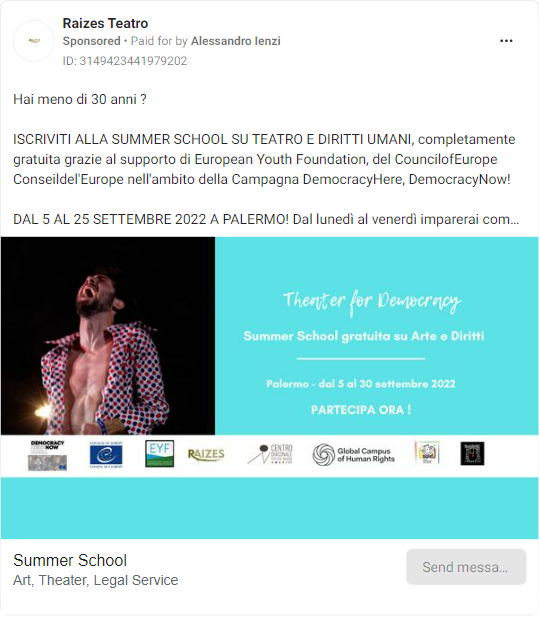 Raizes Teatro
Sponsored • Paid for by Alessandro Ienzi
ID: 3149423441979202
Hai meno di 30 anni ?
ISCRIVITI ALLA SUMMER SCHOOL SU TEATRO E DIRITTI UMANI, completamente
gratuita grazie al supporto di European Youth Foundation, del CouncilofEurope
Conseildel'Europe nell'ambito della Campagna DemocracyHere, DemocracyNow!
DAL 5 AL 25 SETTEMBRE 2022 A PALERMO! Dal lunedì al venerdì imparerai com...
Theater for Democracy
Summer School gratuita su Arte e Diritti
Palermo - dal 5 al 30 settembre 2022
PARTECIPA ORA !
DEMOCRACY
NOW
COUNCIL OF EUROPE
CONSEIL DE L'EUROPE
EYF
RAIZES
CENTRO
DIACONALE
Global Campus
of Human Rights
Summer School
Art, Theater, Legal Service
Send messa...